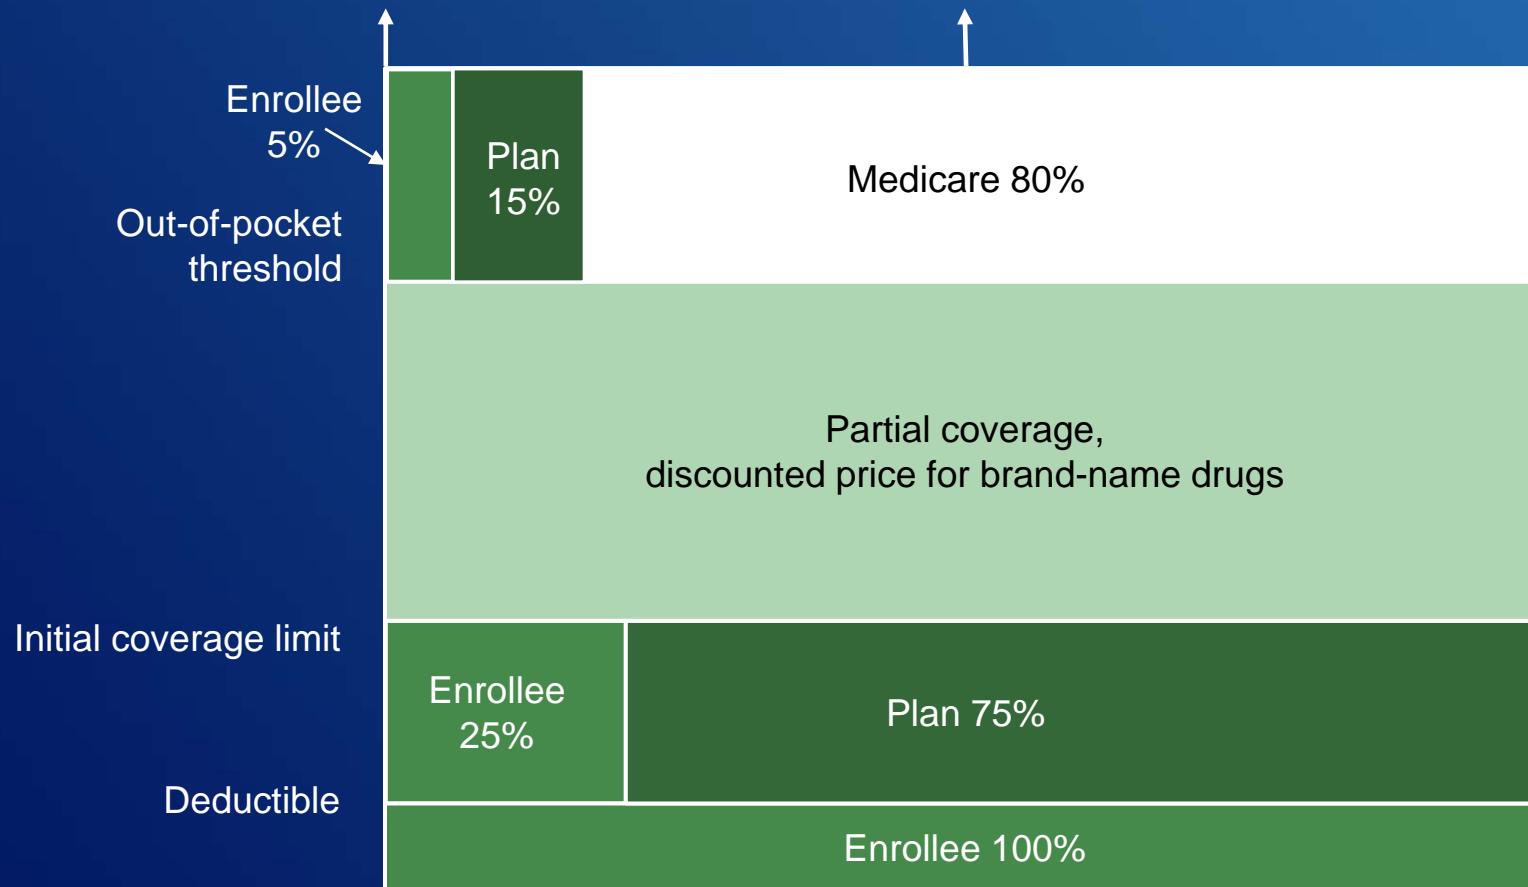 Enrollee
5%
Plan
15%
Medicare 80%
Out-of-pocket
threshold
Partial coverage,
discounted price for brand-name drugs
Initial coverage limit
Enrollee
25%
Plan 75%
Deductible
Enrollee 100%